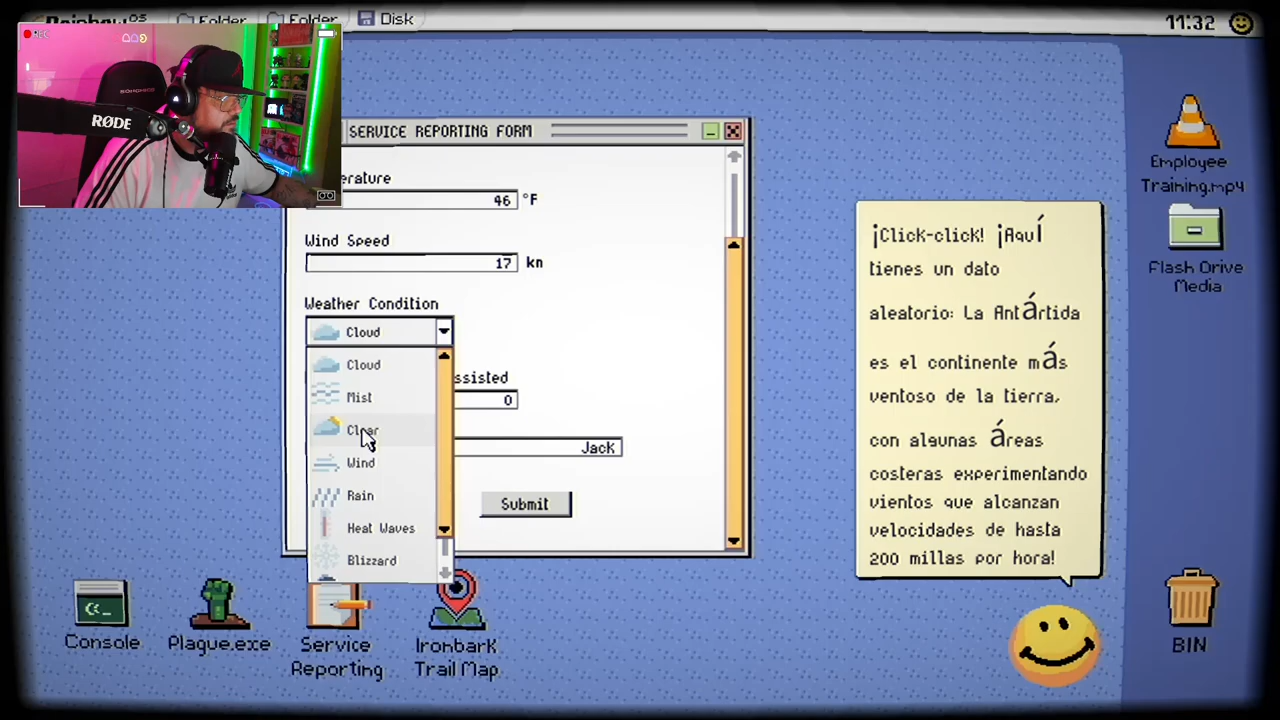 Folder
Folder
Disk
11:32
REC
RØDE
SERVICE REPORTING FORM
46 °F
Wind Speed
17 kn
Weather Condition
Cloud
Cloud
Mist
Clear
Wind
Rain
Heat Waves
Blizzard
0
Jack
Submit
¡Click-click! ¡Aquí
tienes un dato
aleatorio: La Antártida
es el continente más
ventoso de la tierra,
con algunas áreas
costeras experimentando
vientos que alcanzan
velocidades de hasta
200 millas por hora!
Employee
Training.mp4
Flash Drive
Media
Console
Plague.exe
Service
Reporting
Ironbark
Trail Map
BIN